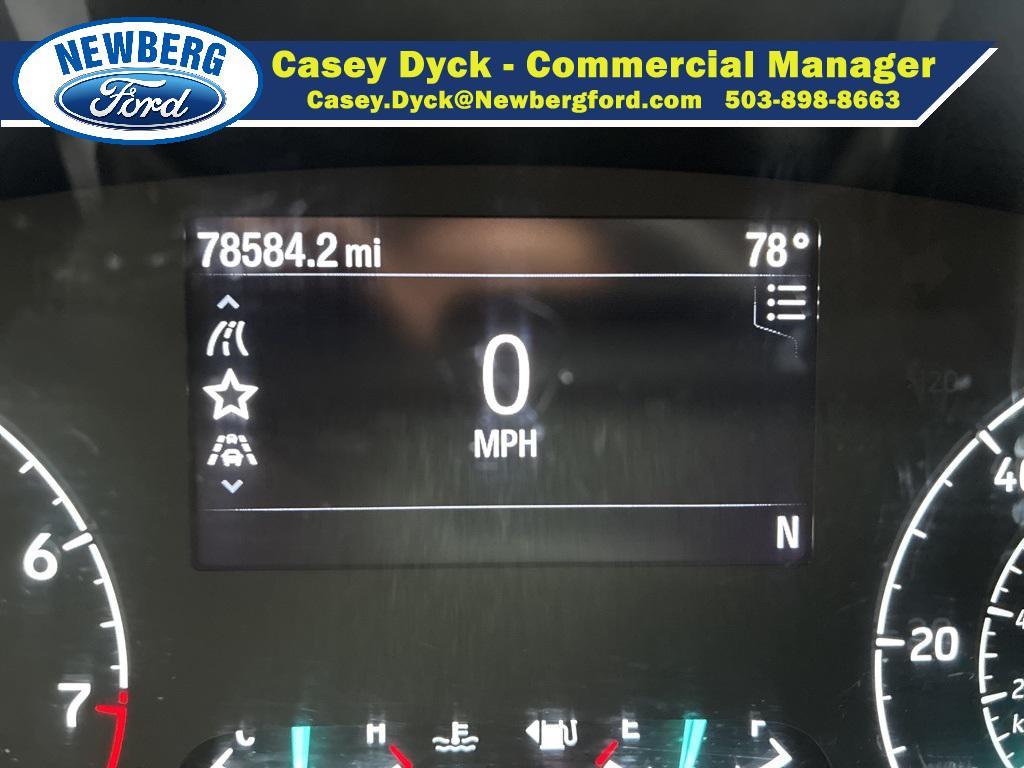 NEWBERG
Ford
Casey Dyck - Commercial Manager
Casey.Dyck@Newbergford.com 503-898-8663
78584.2 mi 78°
0
MPH
N
6
7
40
20
C H E F